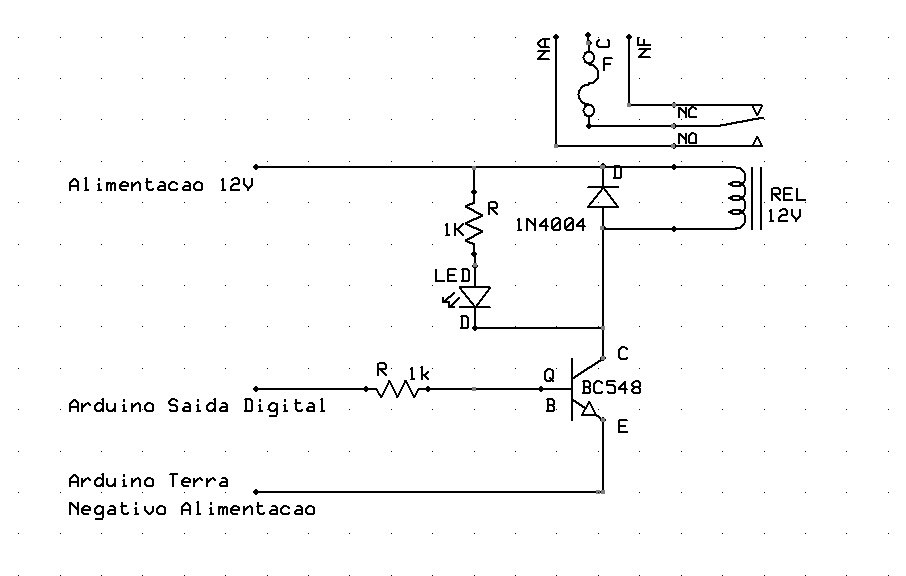 NA
C
NF
F
NC
NO
D
Alimentacao 12V
R
1K
1N4004
REL
12V
LED
D
R 1k
Q
C
BC548
B
Arduino Saida Digital
E
Arduino Terra
Negativo Alimentacao